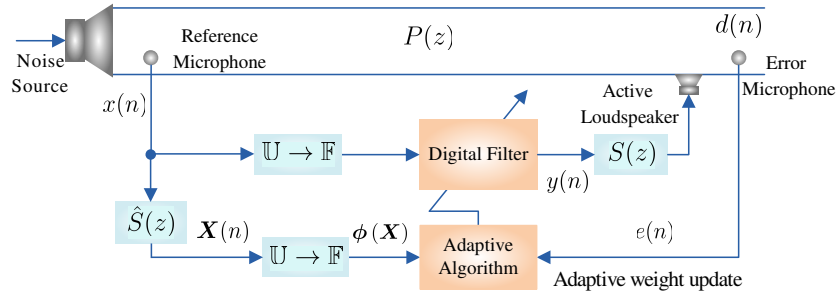 d(n)
P(z)
Reference
Microphone
Noise
Source
Error
Microphone
Active
Loudspeaker
x(n)
𝕌 → 𝔽
Digital Filter
S(z)
y(n)
Ŝ(z)
X(n)
𝕌 → 𝔽
ϕ(X)
Adaptive
Algorithm
e(n)
Adaptive weight update